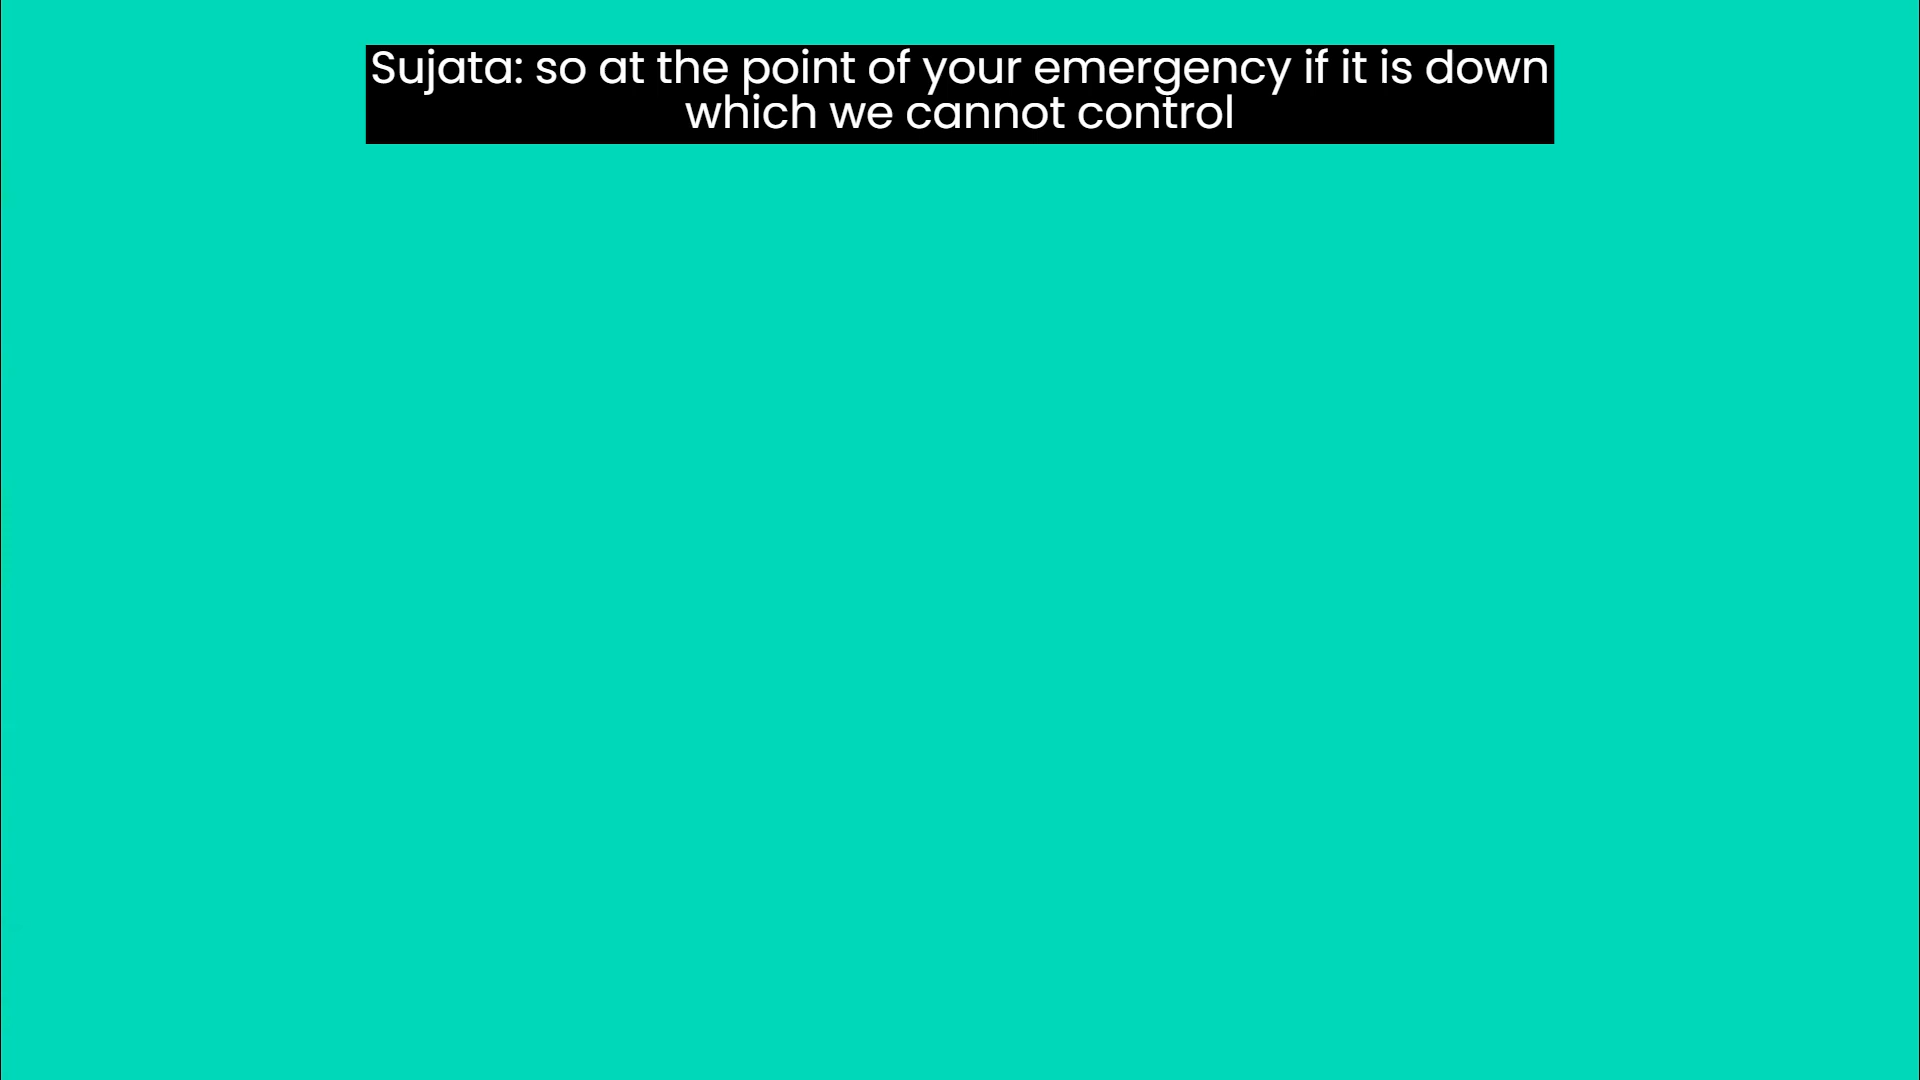 Sujata: so at the point of your emergency if it is down
which we cannot control